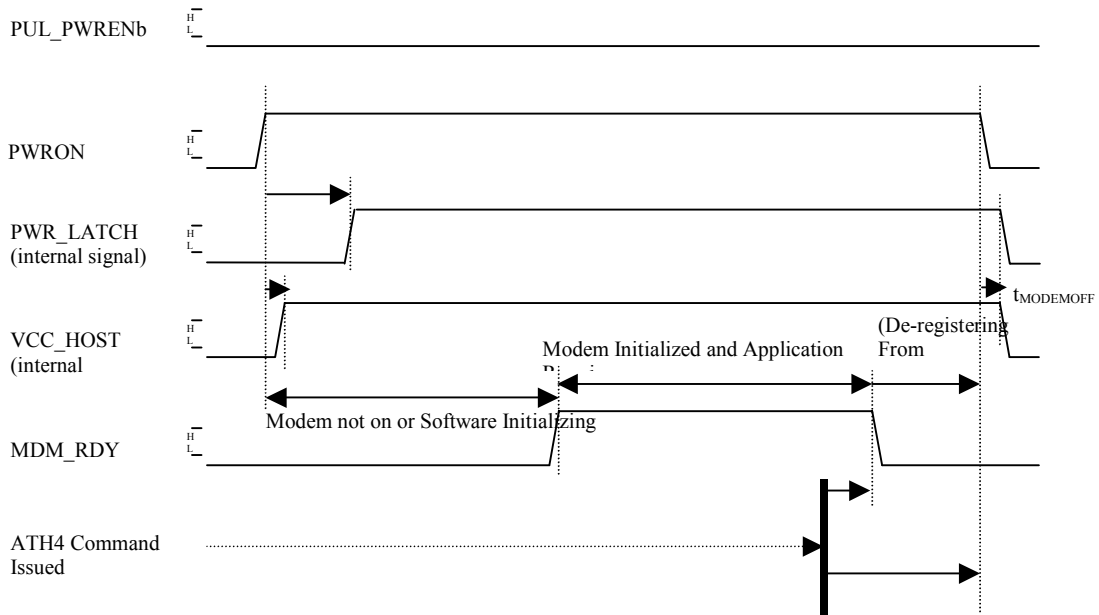 PUL_PWRENb
H
L
PWRON
H
L
PWR_LATCH
(internal signal)
H
L
tMODEMOFF
VCC_HOST
(internal
H
L
Modem Initialized and Application
(De-registering
From
Modem not on or Software Initializing
MDM_RDY
H
L
ATH4 Command
Issued